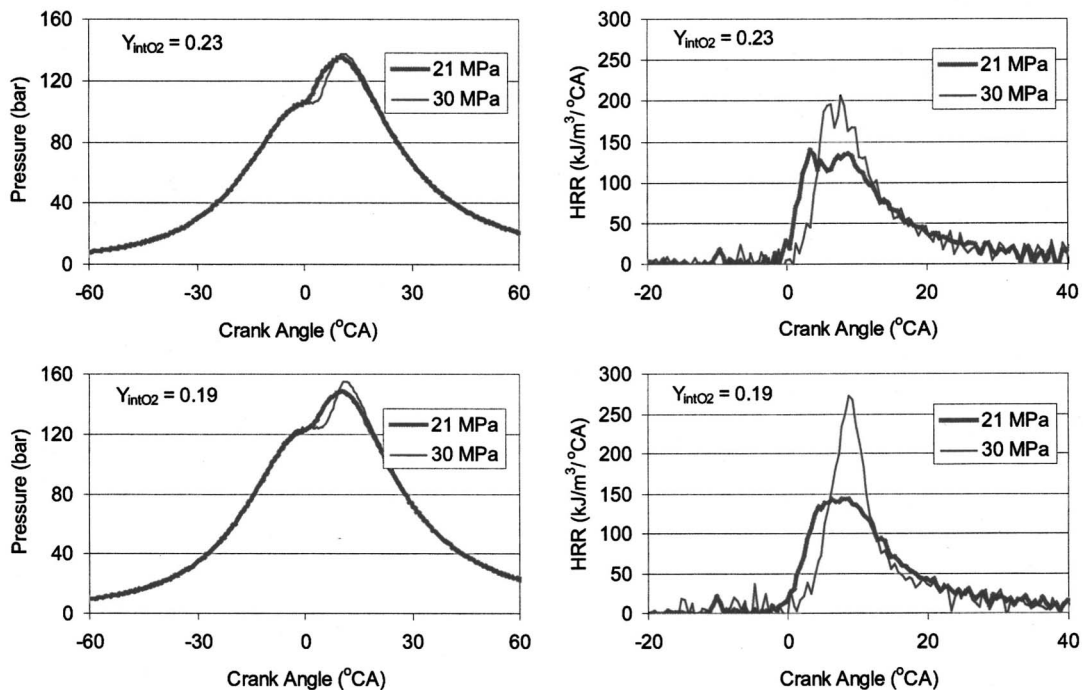 160
120
80
40
0
Pressure (bar)
Y_intO2 = 0.23
21 MPa
30 MPa
-60
-30
0
30
60
Crank Angle (°CA)
300
250
200
150
100
50
0
HRR (kJ/m³/°CA)
Y_intO2 = 0.23
21 MPa
30 MPa
-20
0
20
40
Crank Angle (°CA)
160
120
80
40
0
Pressure (bar)
Y_intO2 = 0.19
21 MPa
30 MPa
-60
-30
0
30
60
Crank Angle (°CA)
300
250
200
150
100
50
0
HRR (kJ/m³/°CA)
Y_intO2 = 0.19
21 MPa
30 MPa
-20
0
20
40
Crank Angle (°CA)